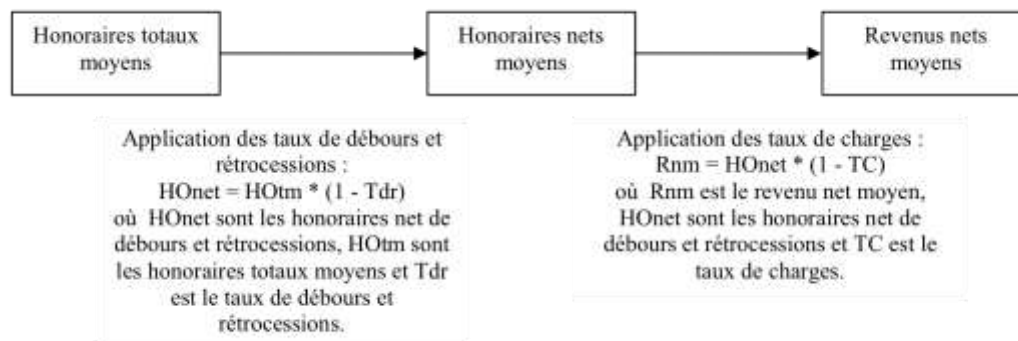 Honoraires totaux
moyens
Honoraires nets
moyens
Revenus nets
moyens
Application des taux de débours et
rétrocessions :
HOnet = HOtm * (1 - Tdr)
où HOnet sont les honoraires net de
débours et rétrocessions, HOtm sont
les honoraires totaux moyens et Tdr
est le taux de débours et
rétrocessions.
Application des taux de charges :
Rnm = HOnet * (1 - TC)
où Rnm est le revenu net moyen,
HOnet sont les honoraires net de
débours et rétrocessions et TC est le
taux de charges.